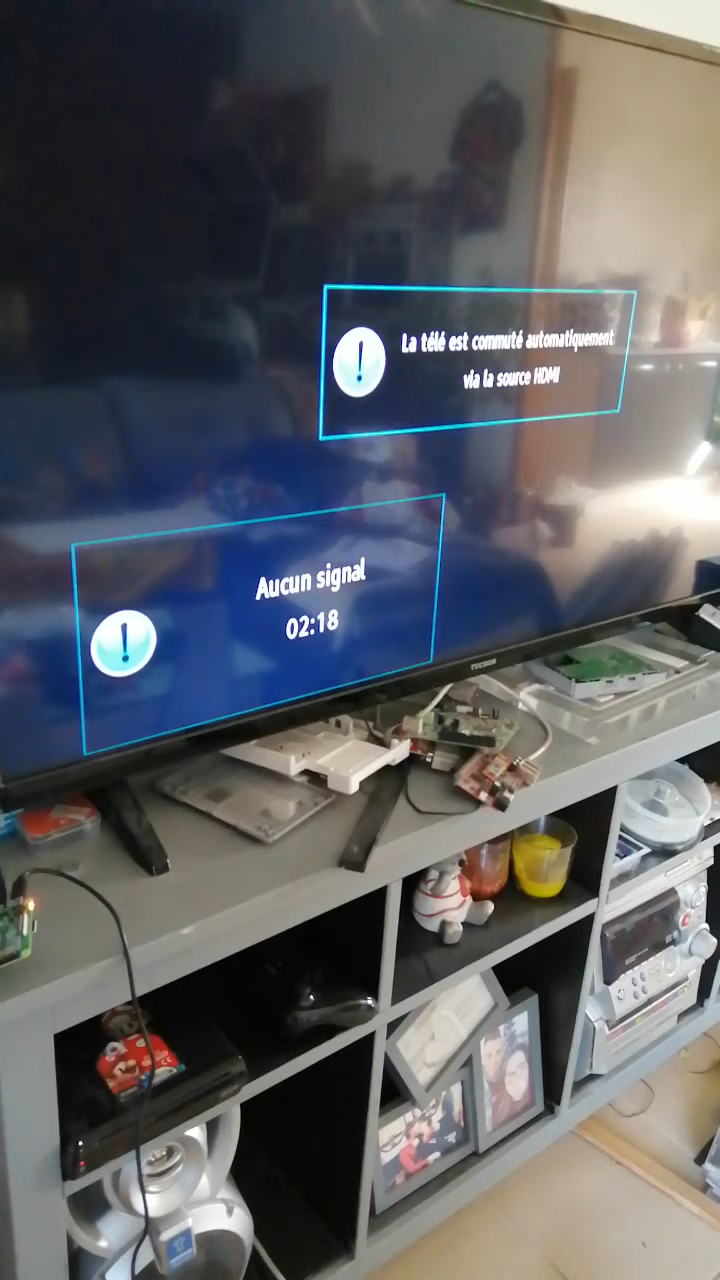 La télé est commuté automatiquement
via la source HDMI
Aucun signal
02:18